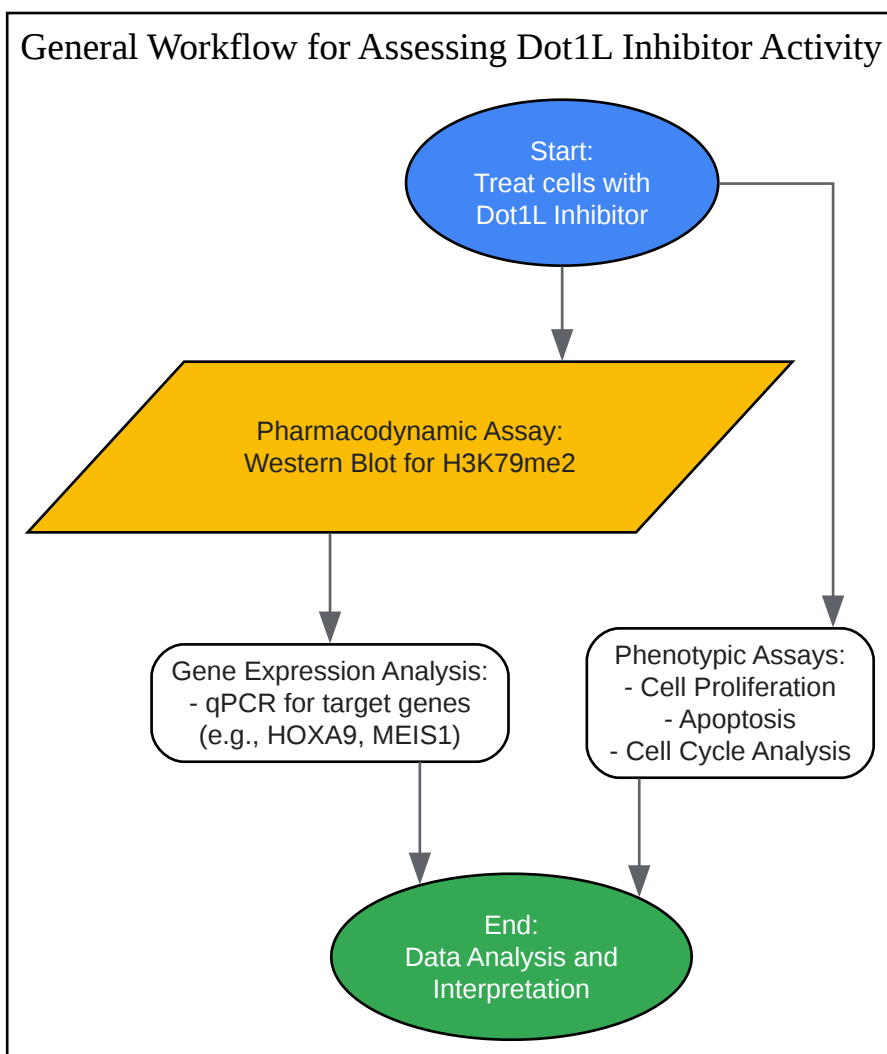 General Workflow for Assessing Dot1L Inhibitor Activity
Start:
Treat cells with
Dot1L Inhibitor
Pharmacodynamic Assay:
Western Blot for H3K79me2
Gene Expression Analysis:
- qPCR for target genes
(e.g., HOXA9, MEIS1)
Phenotypic Assays:
- Cell Proliferation
- Apoptosis
- Cell Cycle Analysis
End:
Data Analysis and
Interpretation